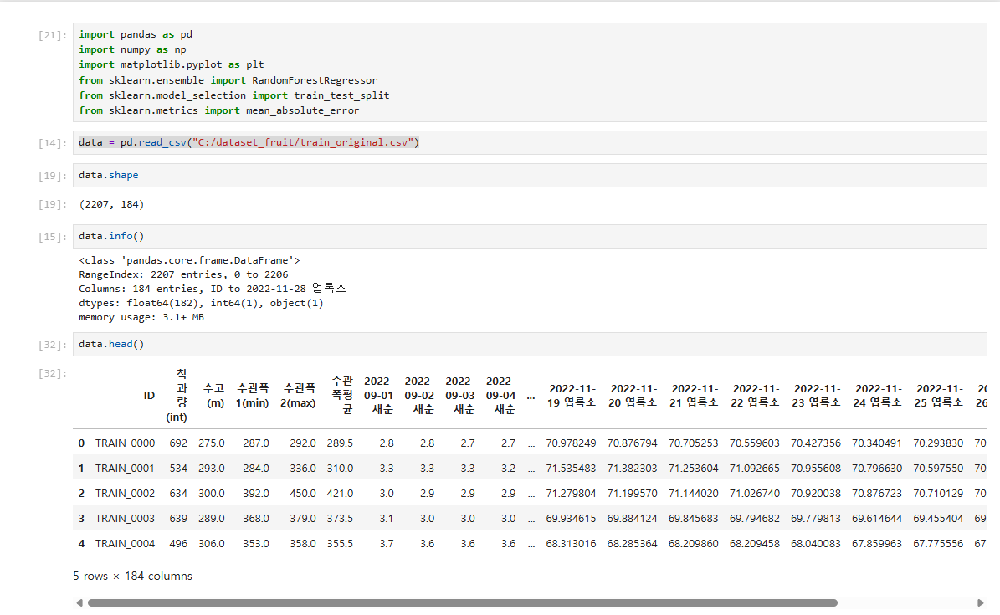 [21]:
import pandas as pd
import numpy as np
import matplotlib.pyplot as plt
from sklearn.ensemble import RandomForestRegressor
from sklearn.model_selection import train_test_split
from sklearn.metrics import mean_absolute_error
[14]: data = pd.read_csv("C:/dataset_fruit/train_original.csv")
[19]: data.shape
[19]: (2207, 184)
[15]: data.info()
<class 'pandas.core.frame.DataFrame'>
RangeIndex: 2207 entries, 0 to 2206
Columns: 184 entries, ID to 2022-11-28 엽록소
dtypes: float64(182), int64(1), object(1)
memory usage: 3.1+ MB
[32]: data.head()
[32]:
ID 착과량(int) 수고(m) 수관폭1(min) 수관폭2(max) 수관폭평균 2022-09-01 새순 2022-09-02 새순 2022-09-03 새순 2022-09-04 새순 ... 2022-11-19 엽록소 2022-11-20 엽록소 2022-11-21 엽록소 2022-11-22 엽록소 2022-11-23 엽록소 2022-11-24 엽록소 2022-11-25 엽록소 20 26
0 TRAIN_0000 692 275.0 287.0 292.0 289.5 2.8 2.8 2.7 2.7 ... 70.978249 70.876794 70.705253 70.559603 70.427356 70.340491 70.293830 70.
1 TRAIN_0001 534 293.0 284.0 336.0 310.0 3.3 3.3 3.3 3.2 ... 71.535483 71.382303 71.253604 71.092665 70.955608 70.796630 70.597550 70.
2 TRAIN_0002 634 300.0 392.0 450.0 421.0 3.0 2.9 2.9 2.9 ... 71.279804 71.199570 71.144020 71.026740 70.920038 70.876723 70.710129 70.
3 TRAIN_0003 639 289.0 368.0 379.0 373.5 3.1 3.0 3.0 3.0 ... 69.934615 69.884124 69.845683 69.794682 69.779813 69.614644 69.455404 69.
4 TRAIN_0004 496 306.0 353.0 358.0 355.5 3.7 3.6 3.6 3.6 ... 68.313016 68.285364 68.209860 68.209458 68.040083 67.859963 67.775556 67.
5 rows × 184 columns